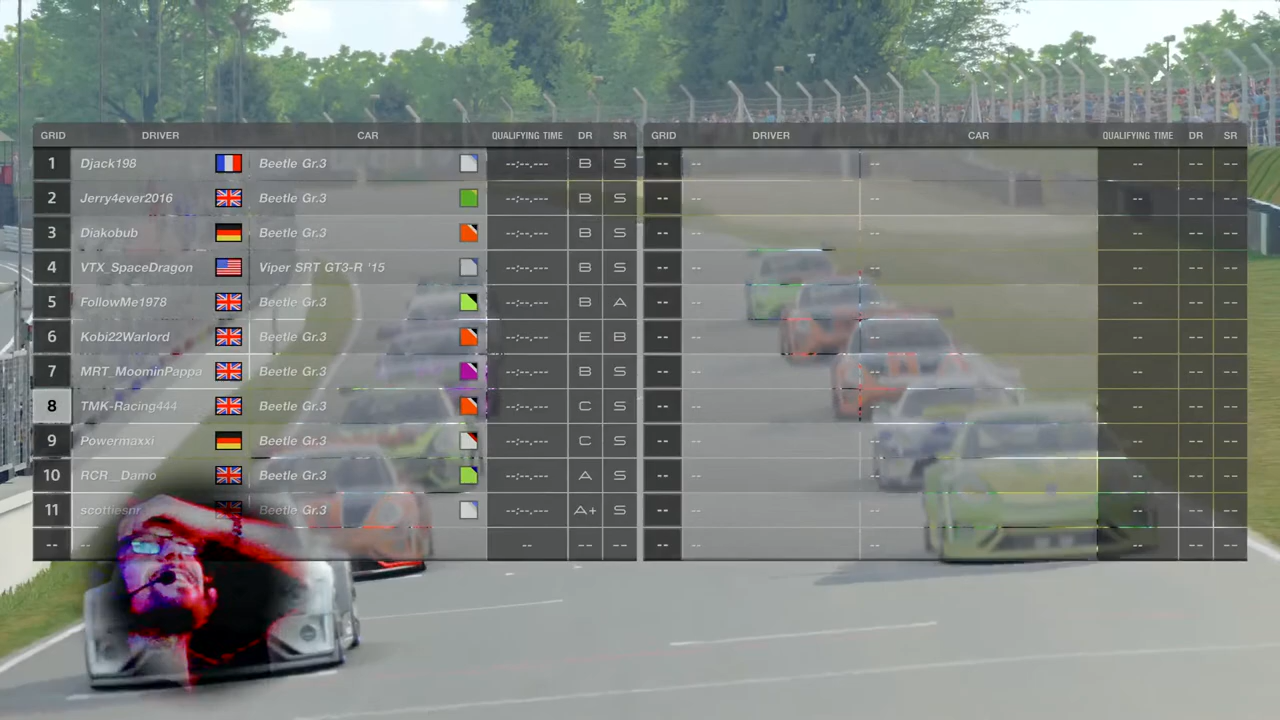 GRID DRIVER CAR QUALIFYING TIME DR SR GRID DRIVER CAR QUALIFYING TIME DR SR
1 Djack198 Beetle Gr.3 --:--.--- B S -- -- -- -- -- --
2 Jerry4ever2016 Beetle Gr.3 --:--.--- B S -- -- -- -- -- --
3 Diakobub Beetle Gr.3 --:--.--- B S -- -- -- -- -- --
4 VTX_SpaceDragon Viper SRT GT3-R '15 --:--.--- B S -- -- -- -- -- --
5 FollowMe1978 Beetle Gr.3 --:--.--- B A -- -- -- -- -- --
6 Kobi22Warlord Beetle Gr.3 --:--.--- E B -- -- -- -- -- --
7 MRT_MoominPappa Beetle Gr.3 --:--.--- B S -- -- -- -- -- --
8 TMK-Racing444 Beetle Gr.3 --:--.--- C S -- -- -- -- -- --
9 Powermaxxi Beetle Gr.3 --:--.--- C S -- -- -- -- -- --
10 RCR__Damo Beetle Gr.3 --:--.--- A S -- -- -- -- -- --
11 Beetle Gr.3 --:--.--- A+ S -- -- -- -- -- --
-- -- -- -- -- -- -- -- -- -- --